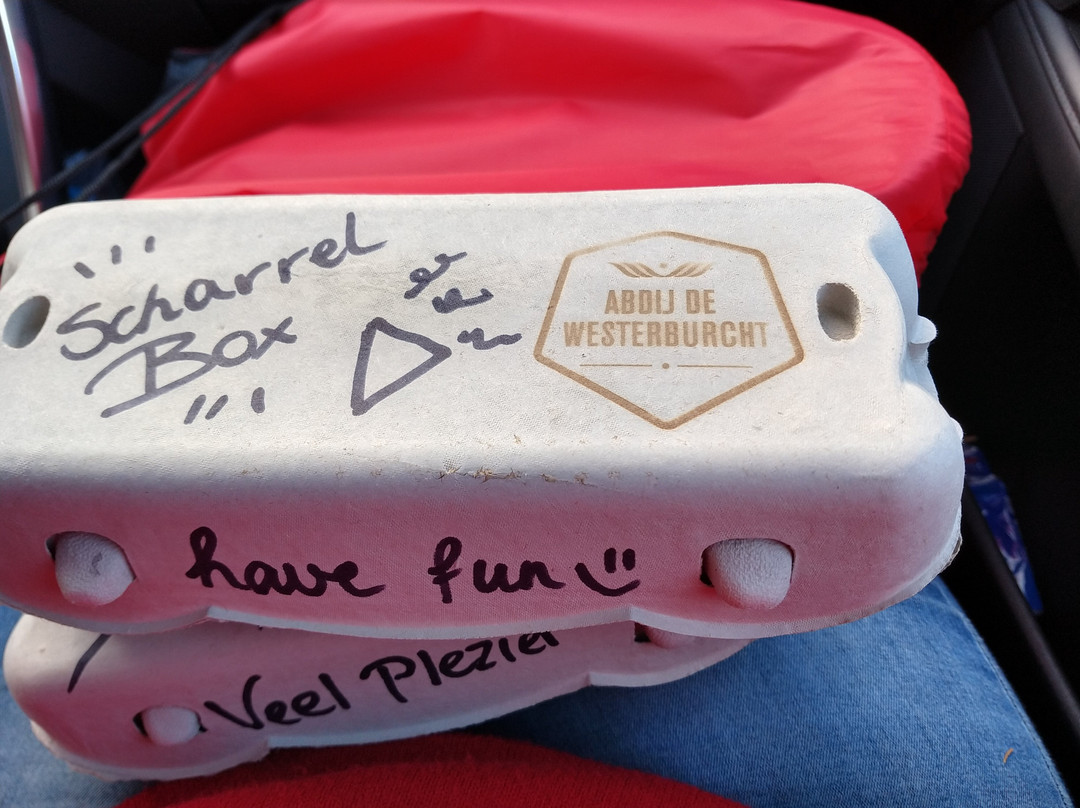 Scharrel
Box
ABDIJ DE
WESTERBURCHT
have fun
Veel Plezier